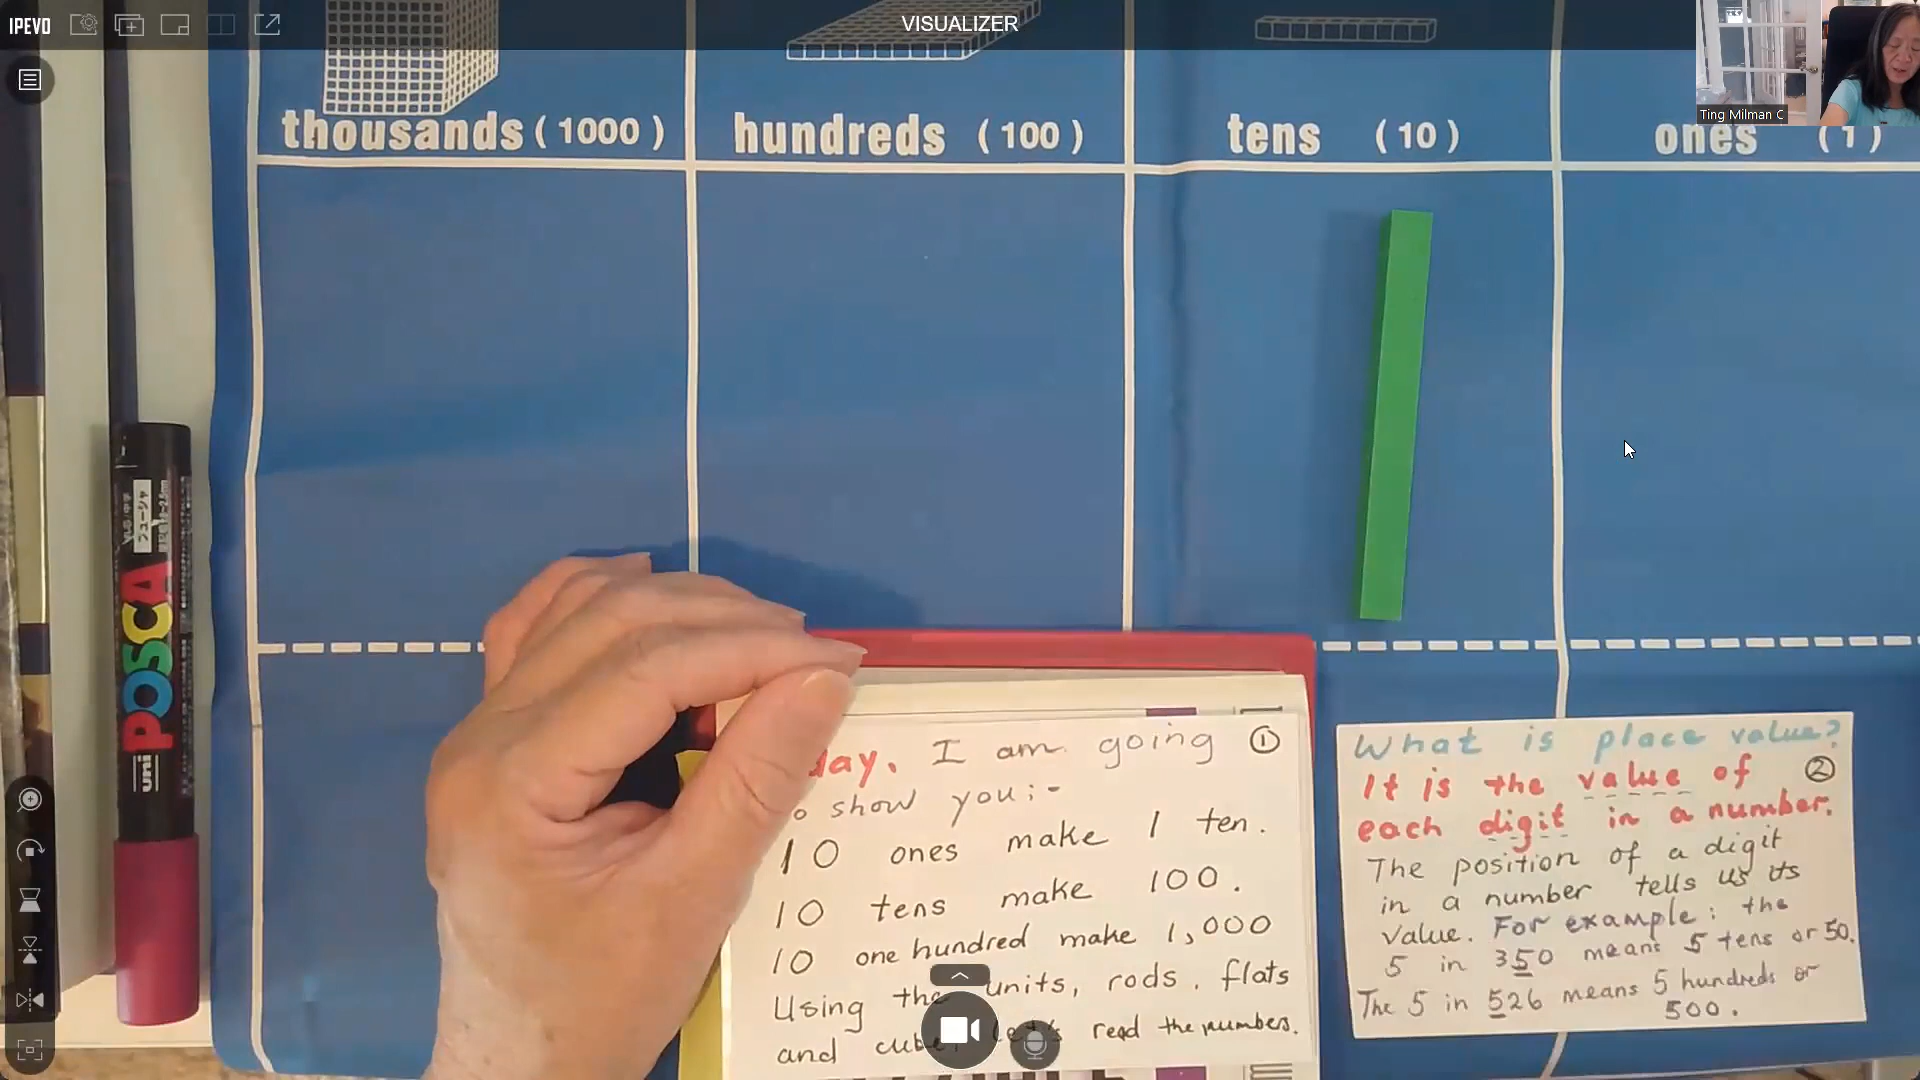 IPEVO
VISUALIZER
Ting Milman C
thousands (1000)
hundreds (100)
tens (10)
ones (1)
uni POSCA
day. I am going ①
o show you:-
10 ones make 1 ten.
10 tens make 100.
10 one hundred make 1,000
Using the units, rods, flats
and read the numbers.
What is place value?
It is the value of ②
each digit in a number.
The position of a digit
in a number tells us its
value. For example: the
5 in 350 means 5 tens or 50.
The 5 in 526 means 5 hundreds or
500.